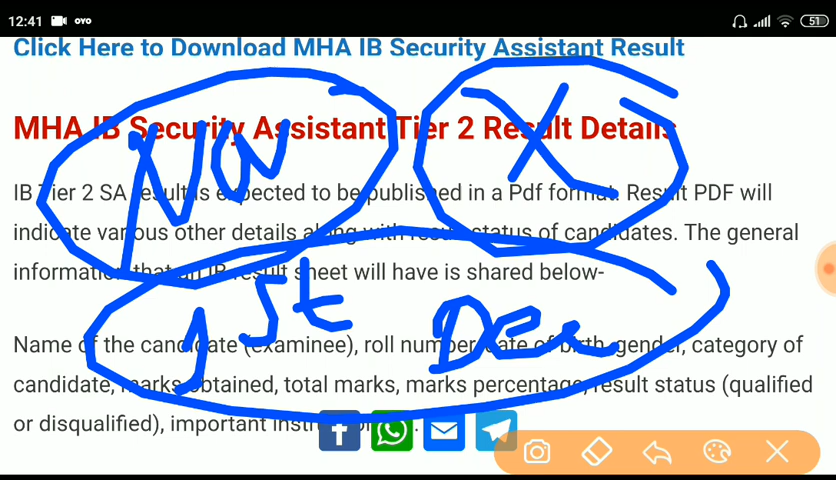 12:41 OYO 51
Click Here to Download MHA IB Security Assistant Result
MHA IB Security Assistant Tier 2 Result Details
Nov X
IB Tier 2 SA result is expected to be published in a Pdf format. Result PDF will
indicate various other details along with result status of candidates. The general
information that an IB result sheet will have is shared below-
1st Dec
Name of the candidate (examinee), roll number, date of birth, gender, category of
candidate, marks obtained, total marks, marks percentage, result status (qualified
or disqualified), important